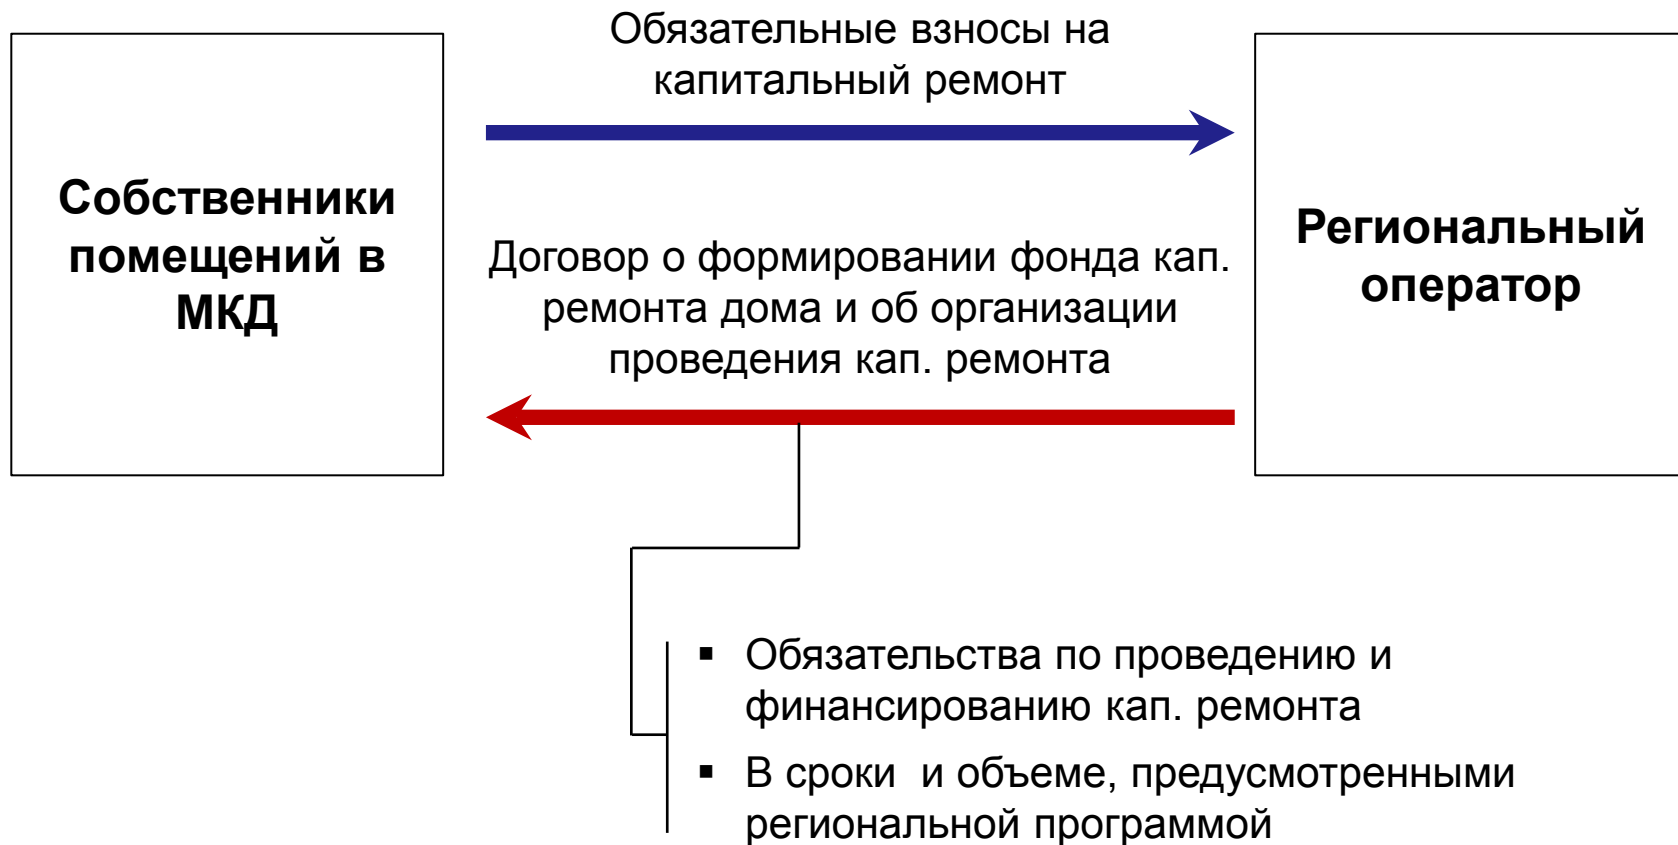 Обязательные взносы на
капитальный ремонт
Собственники
помещений в
МКД
Региональный
оператор
Договор о формировании фонда кап.
ремонта дома и об организации
проведения кап. ремонта
▪ Обязательства по проведению и
финансированию кап. ремонта
▪ В сроки  и объеме, предусмотренными
региональной программой